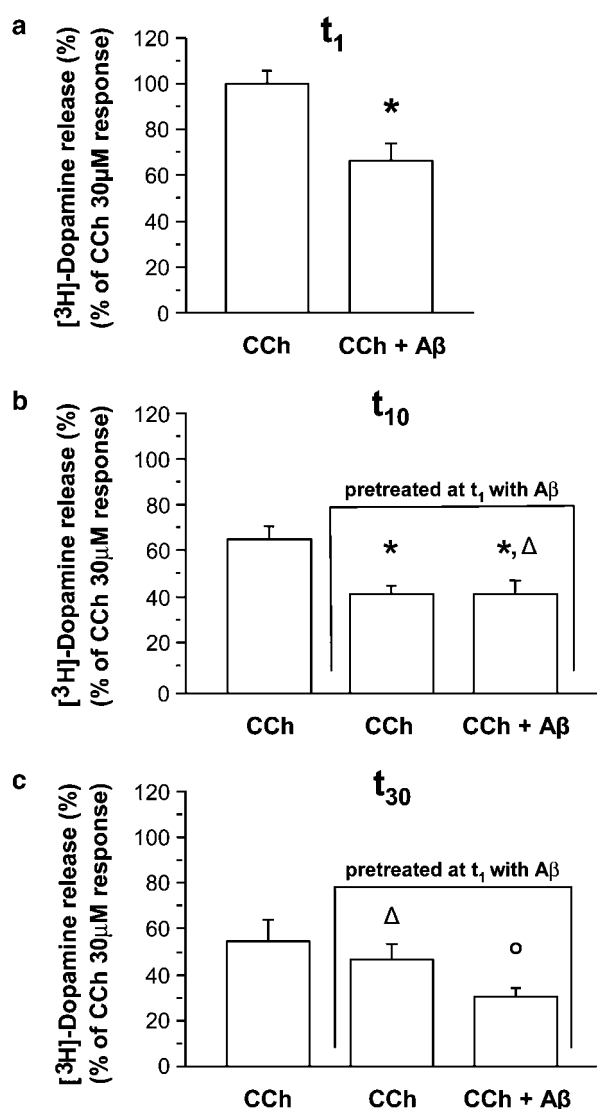 a
t₁
[³H]-Dopamine release (%)
(% of CCh 30µM response)
120
100
80
60
40
20
0
*
CCh
CCh + Aβ
b
t₁₀
[³H]-Dopamine release (%)
(% of CCh 30µM response)
120
100
80
60
40
20
0
pretreated at t₁ with Aβ
*
*, Δ
CCh
CCh
CCh + Aβ
c
t₃₀
[³H]-Dopamine release (%)
(% of CCh 30µM response)
120
100
80
60
40
20
0
pretreated at t₁ with Aβ
Δ
o
CCh
CCh
CCh + Aβ